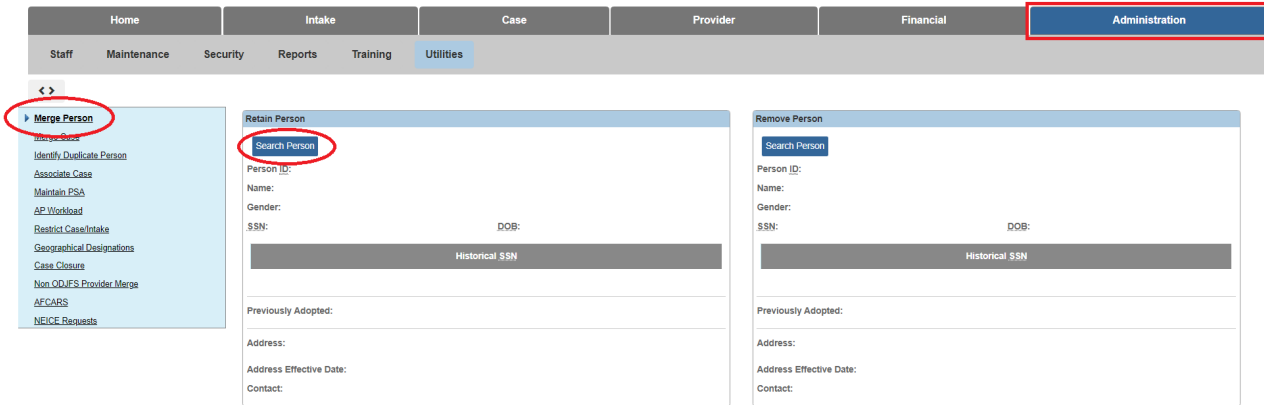 Home Intake Case Provider Financial Administration
Staff Maintenance Security Reports Training Utilities
Merge Person
Merge Case
Identify Duplicate Person
Associate Case
Maintain PSA
AP Workload
Restrict Case/Intake
Geographical Designations
Case Closure
Non ODJFS Provider Merge
AFCARS
NEICE Requests
Retain Person
Search Person
Person ID:
Name:
Gender:
SSN: DOB:
Historical SSN
Previously Adopted:
Address:
Address Effective Date:
Contact:
Remove Person
Search Person
Person ID:
Name:
Gender:
SSN: DOB:
Historical SSN
Previously Adopted:
Address:
Address Effective Date:
Contact: